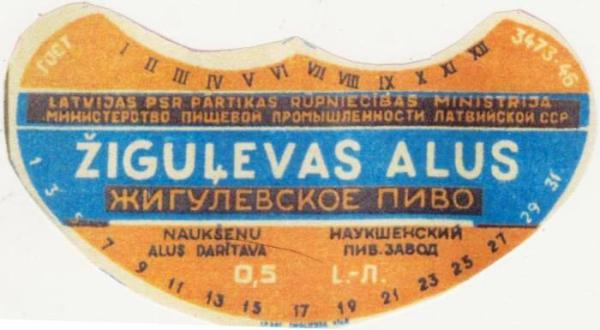 ГОСТ I II III IV V VI VII VIII IX X XI XII 3473-46
LATVIJAS PSR PĀRTIKAS RŪPNIECĪBAS MINISTRIJA
МИНИСТЕРСТВО ПИЩЕВОЙ ПРОМЫШЛЕННОСТИ ЛАТВИЙСКОЙ ССР
ŽIGUĻEVAS ALUS
ЖИГУЛЕВСКОЕ ПИВО
NAUKŠENU НАУКШЕНСКИЙ
ALUS DARĪTAVA ПИВ. ЗАВОД
0,5 L.-Л.
1 3 5 7 9 11 13 15 17 19 21 23 25 27 29 31